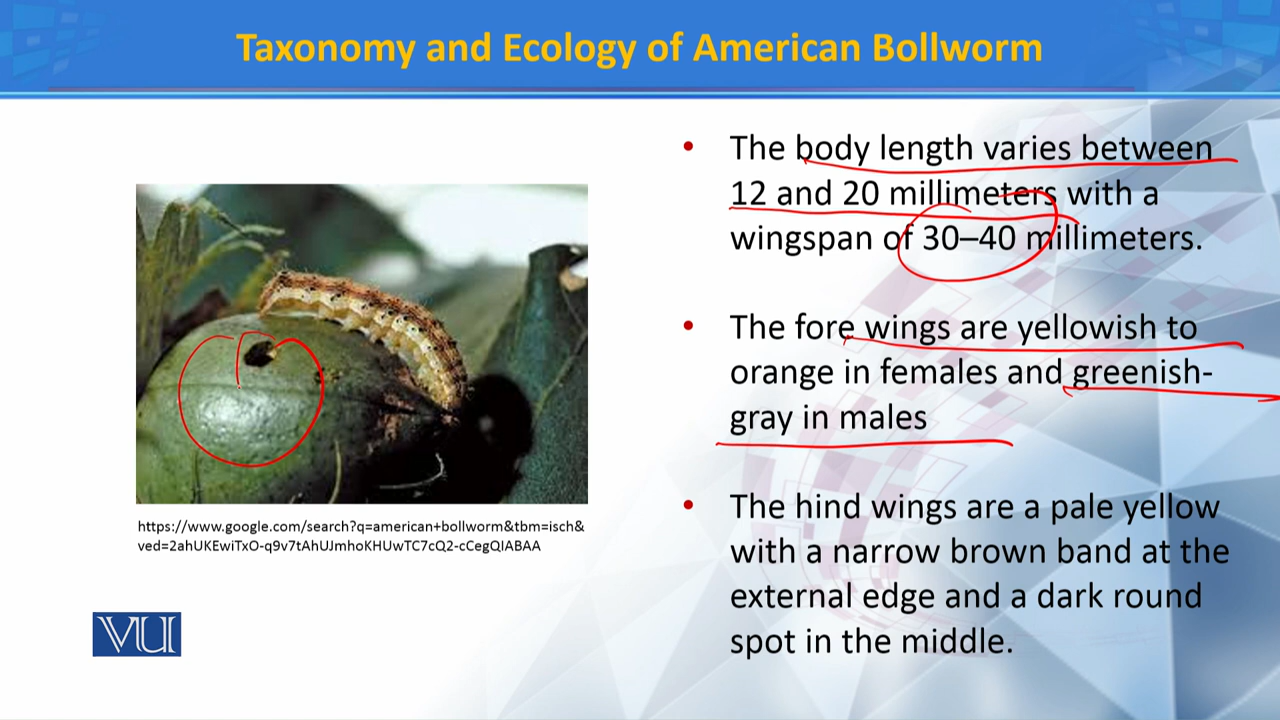 Taxonomy and Ecology of American Bollworm
• The body length varies between
12 and 20 millimeters with a
wingspan of 30–40 millimeters.
• The fore wings are yellowish to
orange in females and greenish-
gray in males
• The hind wings are a pale yellow
with a narrow brown band at the
external edge and a dark round
spot in the middle.
https://www.google.com/search?q=american+bollworm&tbm=isch&
ved=2ahUKEwiTxO-q9v7tAhUJmhoKHUwTC7cQ2-cCegQIABAA
VU